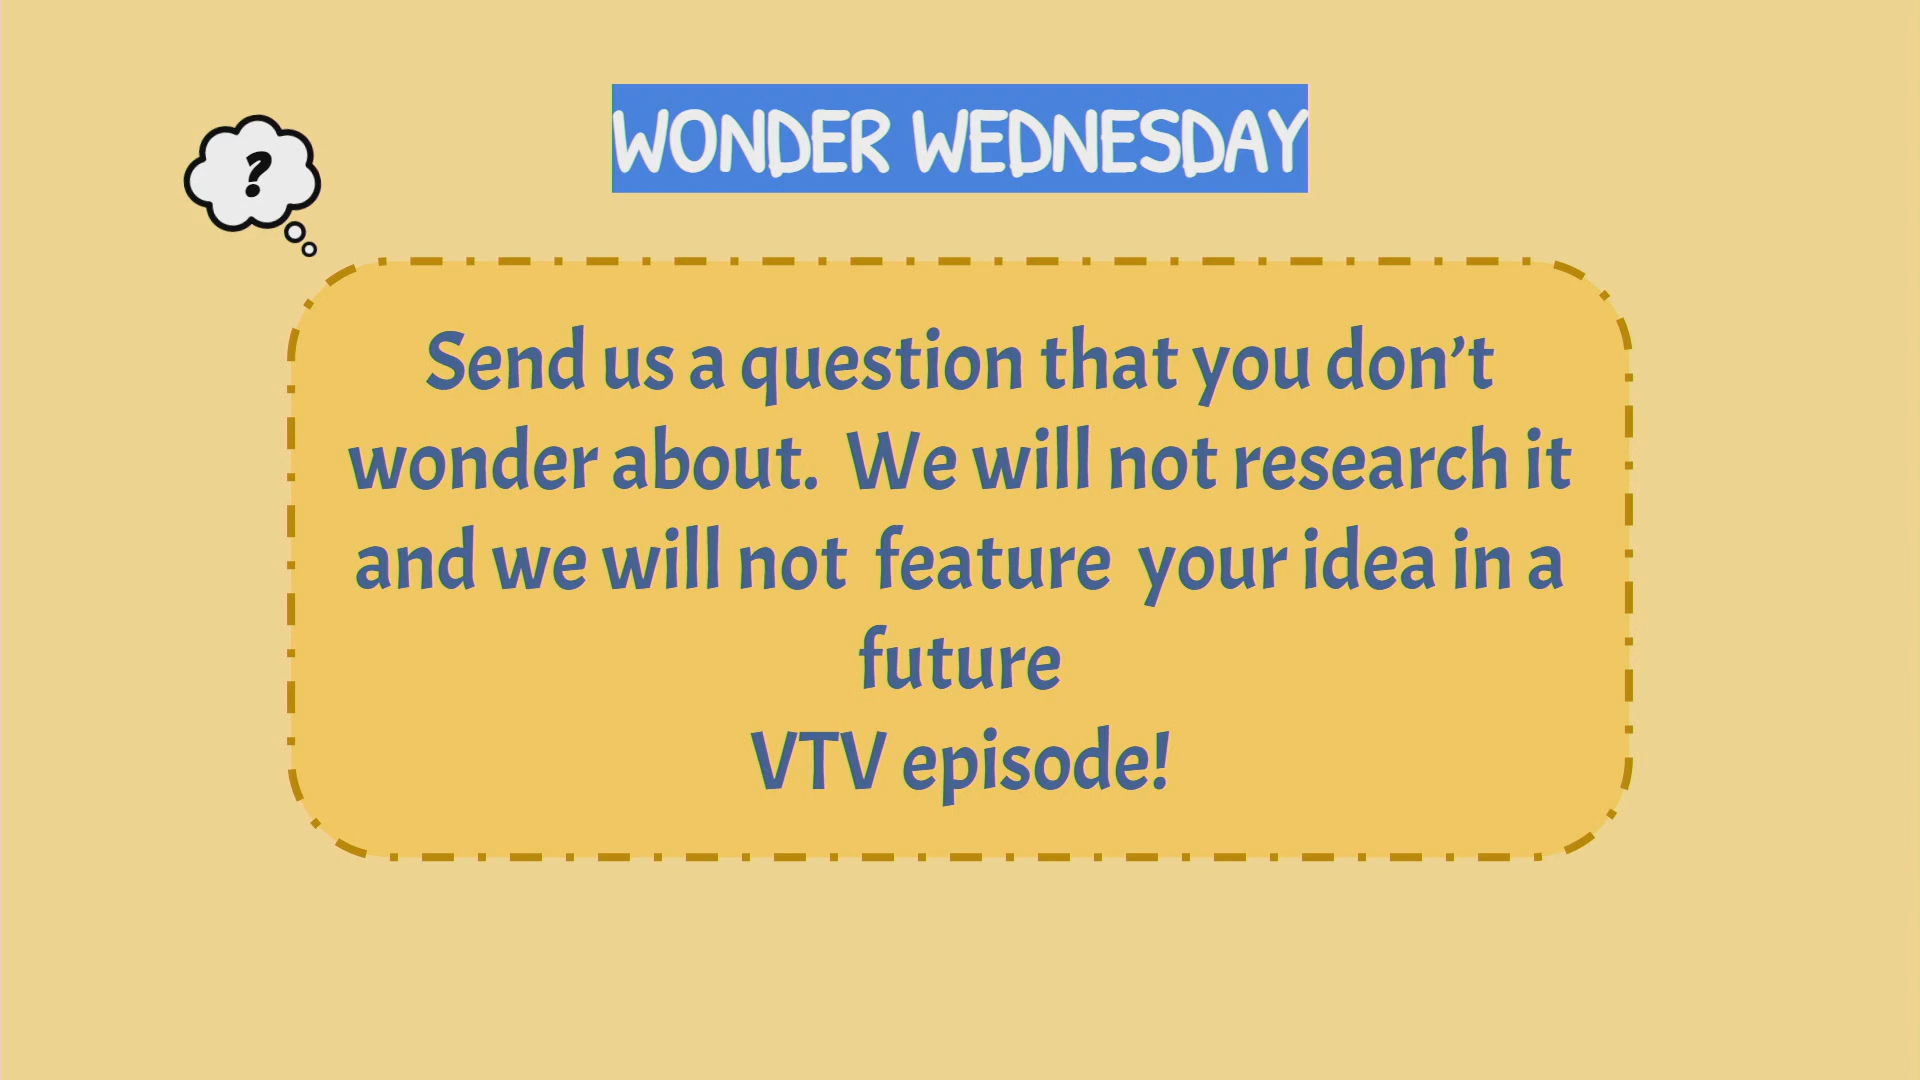 WONDER WEDNESDAY
?
Send us a question that you don’t
wonder about.  We will not research it
and we will not  feature  your idea in a
future
VTV episode!